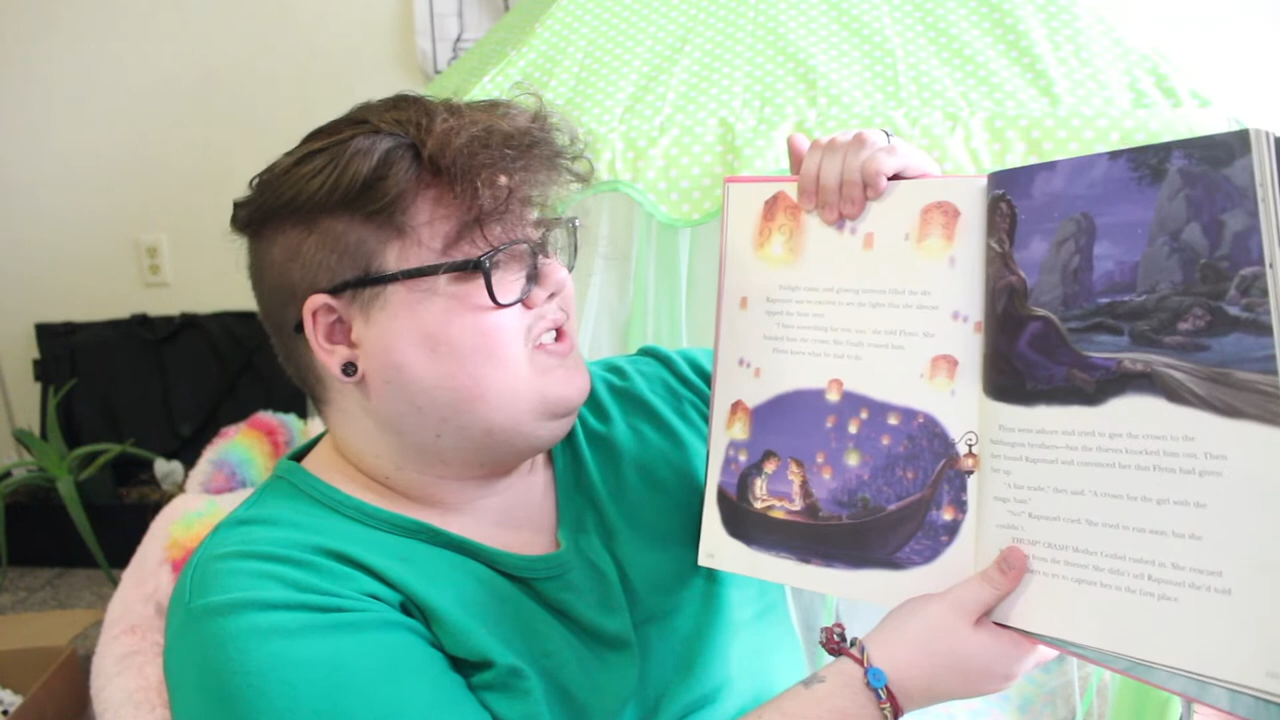 Twilight came, and glowing lanterns filled the sky.
Rapunzel was so excited to see the lights that she almost
tipped the boat over.
"I have something for you, too," she told Flynn. She
handed him the crown. She finally trusted him.
Flynn knew what he had to do.
Flynn went ashore and tried to give the crown to the
Stabbington brothers—but the thieves knocked him out. Then
they found Rapunzel and convinced her that Flynn had given
her up.
"A fair trade," they said. "A crown for the girl with the
magic hair."
"No!" Rapunzel cried. She tried to run away, but she
couldn't.
THUMP! CRASH! Mother Gothel rushed in. She rescued
from the thieves! She didn't tell Rapunzel she'd told
to try to capture her in the first place.